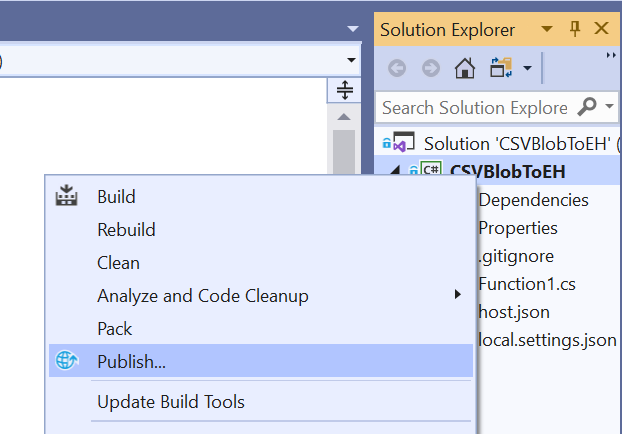 Solution Explorer
)
Search Solution Explore
Solution 'CSVBlobToEH' (
C# CSVBlobToEH
Dependencies
Properties
.gitignore
Function1.cs
host.json
local.settings.json
Build
Rebuild
Clean
Analyze and Code Cleanup
Pack
Publish...
Update Build Tools